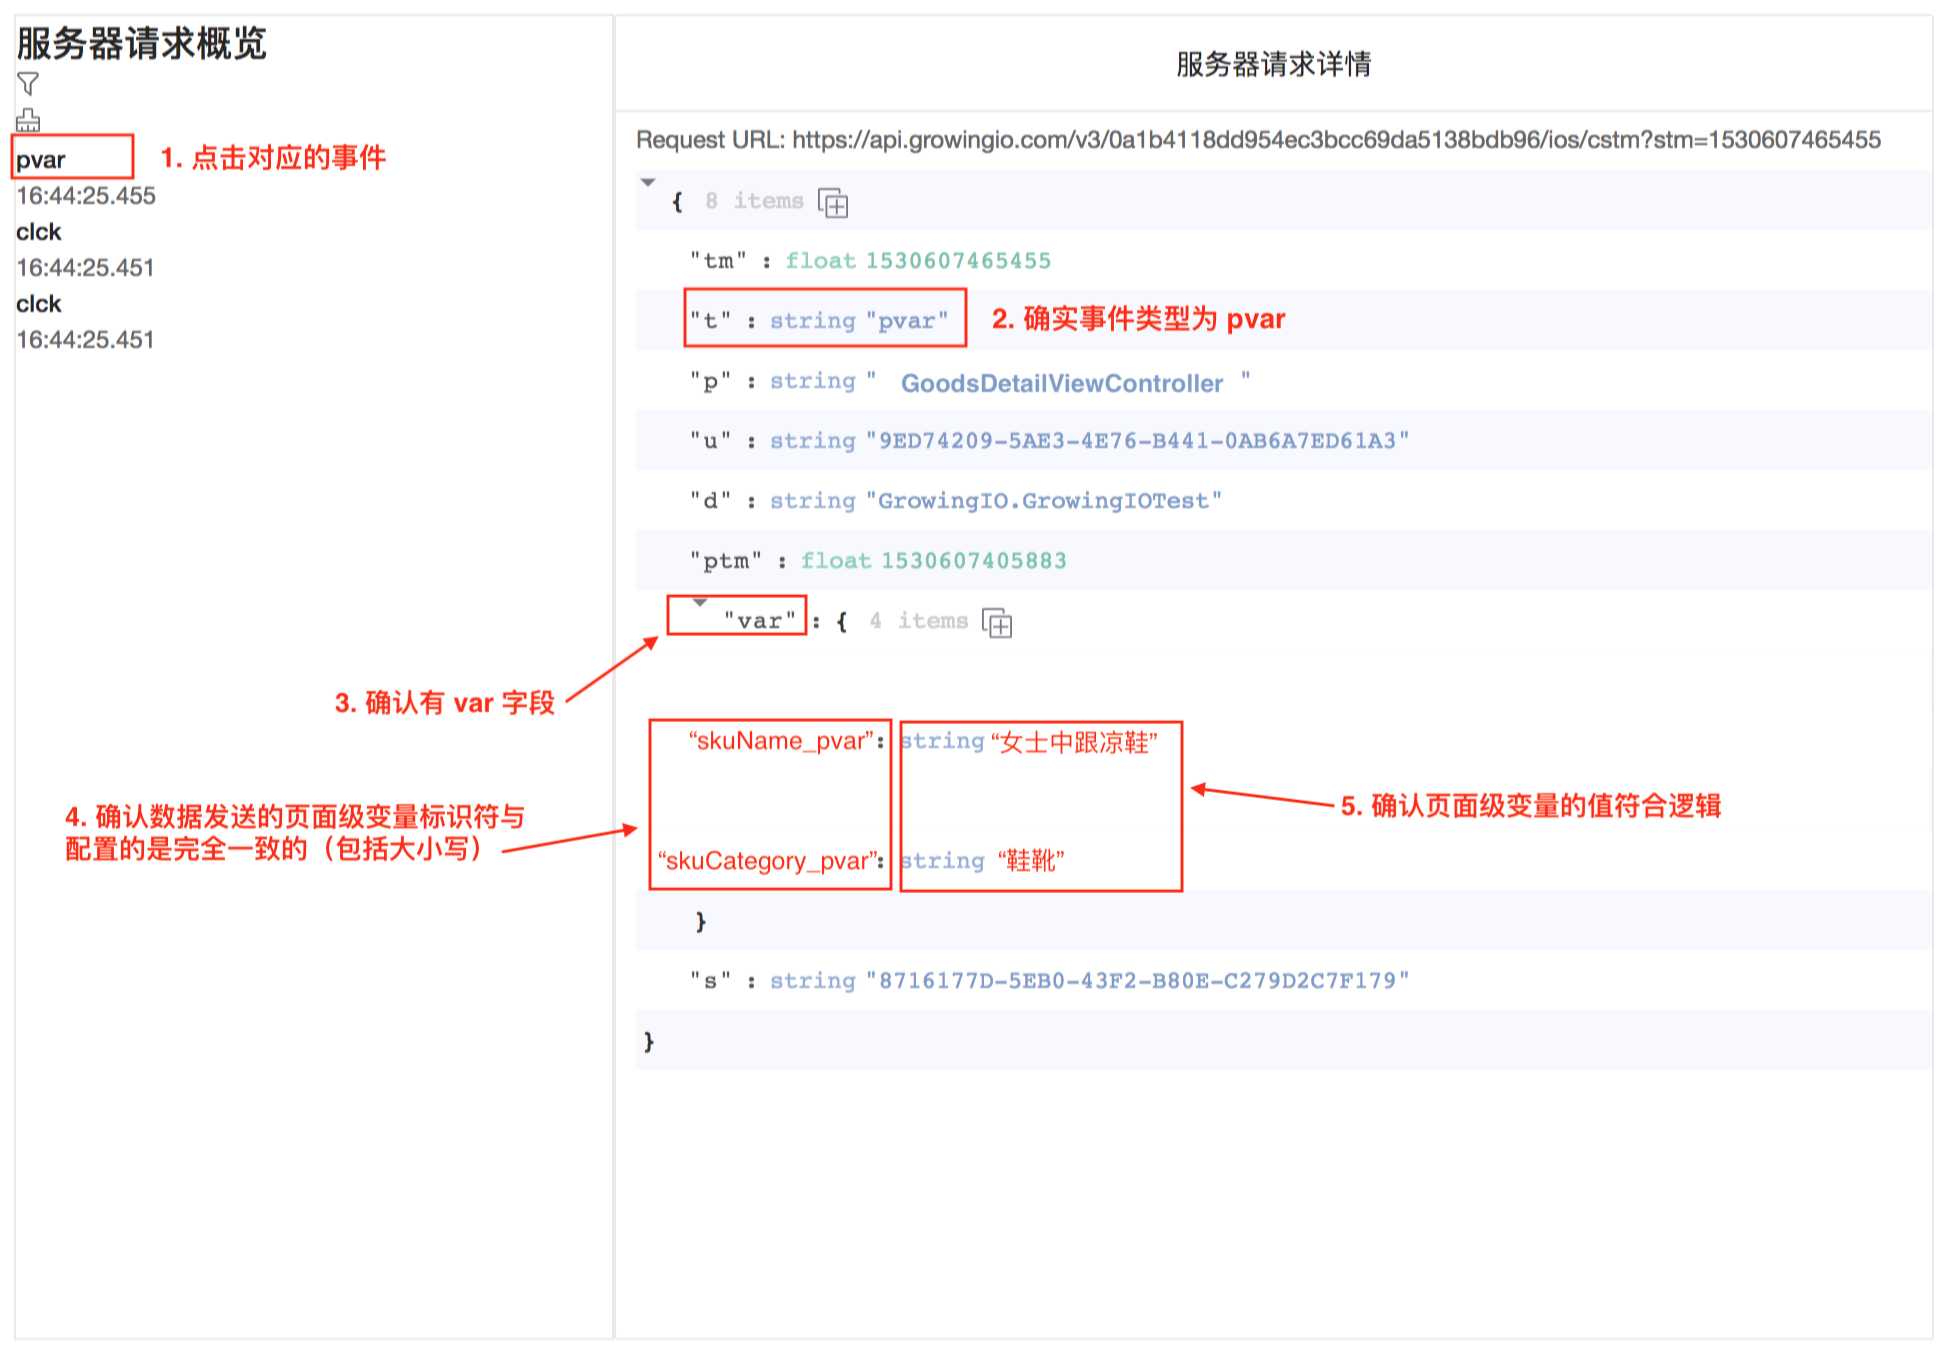 服务器请求概览
pvar
1. 点击对应的事件
16:44:25.455
clck
16:44:25.451
clck
16:44:25.451
服务器请求详情
Request URL: https://api.growingio.com/v3/0a1b4118dd954ec3bcc69da5138bdb96/ios/cstm?stm=1530607465455
{ 8 items
"tm" : float 1530607465455
"t" : string "pvar"
2. 确实事件类型为 pvar
"p" : string " GoodsDetailViewController "
"u" : string "9ED74209-5AE3-4E76-B441-0AB6A7ED61A3"
"d" : string "GrowingIO.GrowingIOTest"
"ptm" : float 1530607405883
"var" : { 4 items
3. 确认有 var 字段
“skuName_pvar”: string “女士中跟凉鞋”
4. 确认数据发送的页面级变量标识符与
配置的是完全一致的（包括大小写）
5. 确认页面级变量的值符合逻辑
“skuCategory_pvar”: string “鞋靴”
}
"s" : string "8716177D-5EB0-43F2-B80E-C279D2C7F179"
}